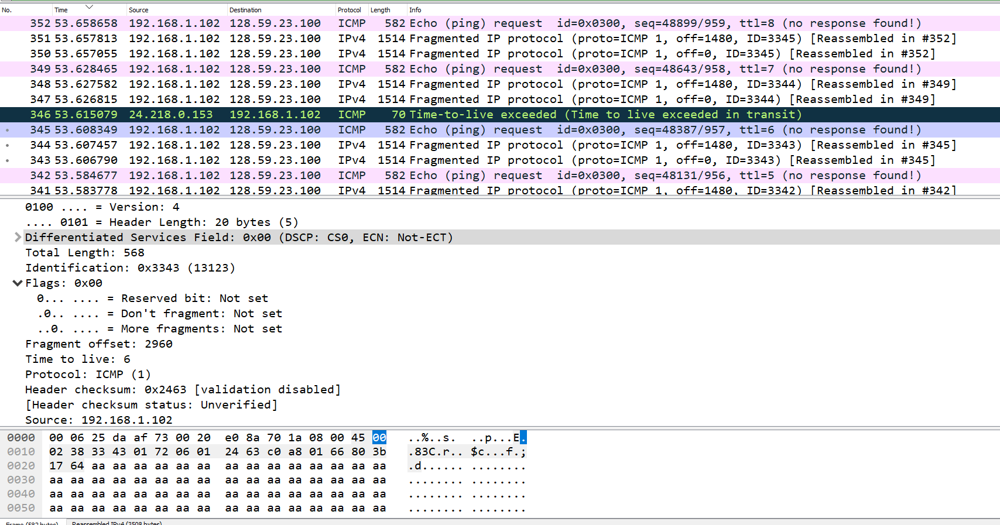 No. Time Source Destination Protocol Length Info
352 53.658658 192.168.1.102 128.59.23.100 ICMP 582 Echo (ping) request id=0x0300, seq=48899/959, ttl=8 (no response found!)
351 53.657813 192.168.1.102 128.59.23.100 IPv4 1514 Fragmented IP protocol (proto=ICMP 1, off=1480, ID=3345) [Reassembled in #352]
350 53.657055 192.168.1.102 128.59.23.100 IPv4 1514 Fragmented IP protocol (proto=ICMP 1, off=0, ID=3345) [Reassembled in #352]
349 53.628465 192.168.1.102 128.59.23.100 ICMP 582 Echo (ping) request id=0x0300, seq=48643/958, ttl=7 (no response found!)
348 53.627582 192.168.1.102 128.59.23.100 IPv4 1514 Fragmented IP protocol (proto=ICMP 1, off=1480, ID=3344) [Reassembled in #349]
347 53.626815 192.168.1.102 128.59.23.100 IPv4 1514 Fragmented IP protocol (proto=ICMP 1, off=0, ID=3344) [Reassembled in #349]
346 53.615079 24.218.0.153 192.168.1.102 ICMP 70 Time-to-live exceeded (Time to live exceeded in transit)
345 53.608349 192.168.1.102 128.59.23.100 ICMP 582 Echo (ping) request id=0x0300, seq=48387/957, ttl=6 (no response found!)
344 53.607457 192.168.1.102 128.59.23.100 IPv4 1514 Fragmented IP protocol (proto=ICMP 1, off=1480, ID=3343) [Reassembled in #345]
343 53.606790 192.168.1.102 128.59.23.100 IPv4 1514 Fragmented IP protocol (proto=ICMP 1, off=0, ID=3343) [Reassembled in #345]
342 53.584677 192.168.1.102 128.59.23.100 ICMP 582 Echo (ping) request id=0x0300, seq=48131/956, ttl=5 (no response found!)
341 53.583778 192.168.1.102 128.59.23.100 IPv4 1514 Fragmented IP protocol (proto=ICMP 1, off=1480, ID=3342) [Reassembled in #342]
0100 .... = Version: 4
.... 0101 = Header Length: 20 bytes (5)
Differentiated Services Field: 0x00 (DSCP: CS0, ECN: Not-ECT)
Total Length: 568
Identification: 0x3343 (13123)
Flags: 0x00
0... .... = Reserved bit: Not set
.0.. .... = Don't fragment: Not set
..0. .... = More fragments: Not set
Fragment offset: 2960
Time to live: 6
Protocol: ICMP (1)
Header checksum: 0x2463 [validation disabled]
[Header checksum status: Unverified]
Source: 192.168.1.102
0000 00 06 25 da af 73 00 20 e0 8a 70 1a 08 00 45 00 ..%..s. ..p...E.
0010 02 38 33 43 01 72 06 01 24 63 c0 a8 01 66 80 3b .83C.r.. $c...f.;
0020 17 64 aa aa aa aa aa aa aa aa aa aa aa aa aa aa .d...... ........
0030 aa aa aa aa aa aa aa aa aa aa aa aa aa aa aa aa ........ ........
0040 aa aa aa aa aa aa aa aa aa aa aa aa aa aa aa aa ........ ........
0050 aa aa aa aa aa aa aa aa aa aa aa aa aa aa aa aa ........ ........
Frame (582 bytes) Reassembled IPv4 (3508 bytes)